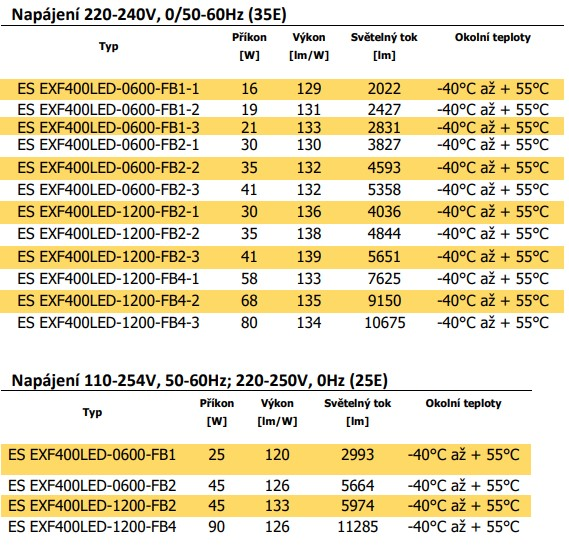 Napájení 220-240V, 0/50-60Hz (35E)
Typ Příkon [W] Výkon [lm/W] Světelný tok [lm] Okolní teploty
ES EXF400LED-0600-FB1-1 16 129 2022 -40°C až + 55°C
ES EXF400LED-0600-FB1-2 19 131 2427 -40°C až + 55°C
ES EXF400LED-0600-FB1-3 21 133 2831 -40°C až + 55°C
ES EXF400LED-0600-FB2-1 30 130 3827 -40°C až + 55°C
ES EXF400LED-0600-FB2-2 35 132 4593 -40°C až + 55°C
ES EXF400LED-0600-FB2-3 41 132 5358 -40°C až + 55°C
ES EXF400LED-1200-FB2-1 30 136 4036 -40°C až + 55°C
ES EXF400LED-1200-FB2-2 35 138 4844 -40°C až + 55°C
ES EXF400LED-1200-FB2-3 41 139 5651 -40°C až + 55°C
ES EXF400LED-1200-FB4-1 58 133 7625 -40°C až + 55°C
ES EXF400LED-1200-FB4-2 68 135 9150 -40°C až + 55°C
ES EXF400LED-1200-FB4-3 80 134 10675 -40°C až + 55°C
Napájení 110-254V, 50-60Hz; 220-250V, 0Hz (25E)
Typ Příkon [W] Výkon [lm/W] Světelný tok [lm] Okolní teploty
ES EXF400LED-0600-FB1 25 120 2993 -40°C až + 55°C
ES EXF400LED-0600-FB2 45 126 5664 -40°C až + 55°C
ES EXF400LED-1200-FB2 45 133 5974 -40°C až + 55°C
ES EXF400LED-1200-FB4 90 126 11285 -40°C až + 55°C